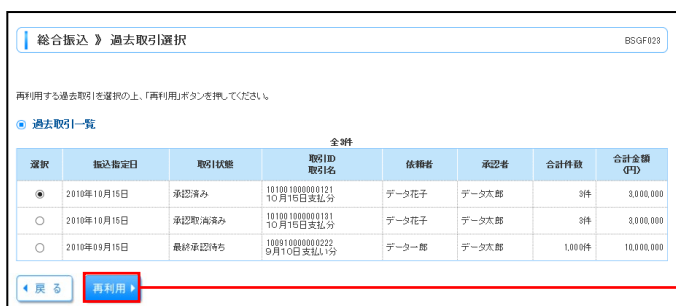 総合振込 》 過去取引選択 BSGF023
再利用する過去取引を選択の上、「再利用」ボタンを押してください。
過去取引一覧
全3件
選択 振込指定日 取引状態 取引ID 取引名 依頼者 承認者 合計件数 合計金額 (円)
2010年10月15日 承認済み 101001000000121 10月15日支払分 データ花子 データ太郎 3件 3,000,000
2010年10月15日 承認取消済み 101001000000131 10月15日支払分 データ花子 データ太郎 3件 3,000,000
2010年09月15日 最終承認待ち 100910000000222 9月10日支払い分 データ一郎 データ太郎 1,000件 10,000,000
戻 る 再利用